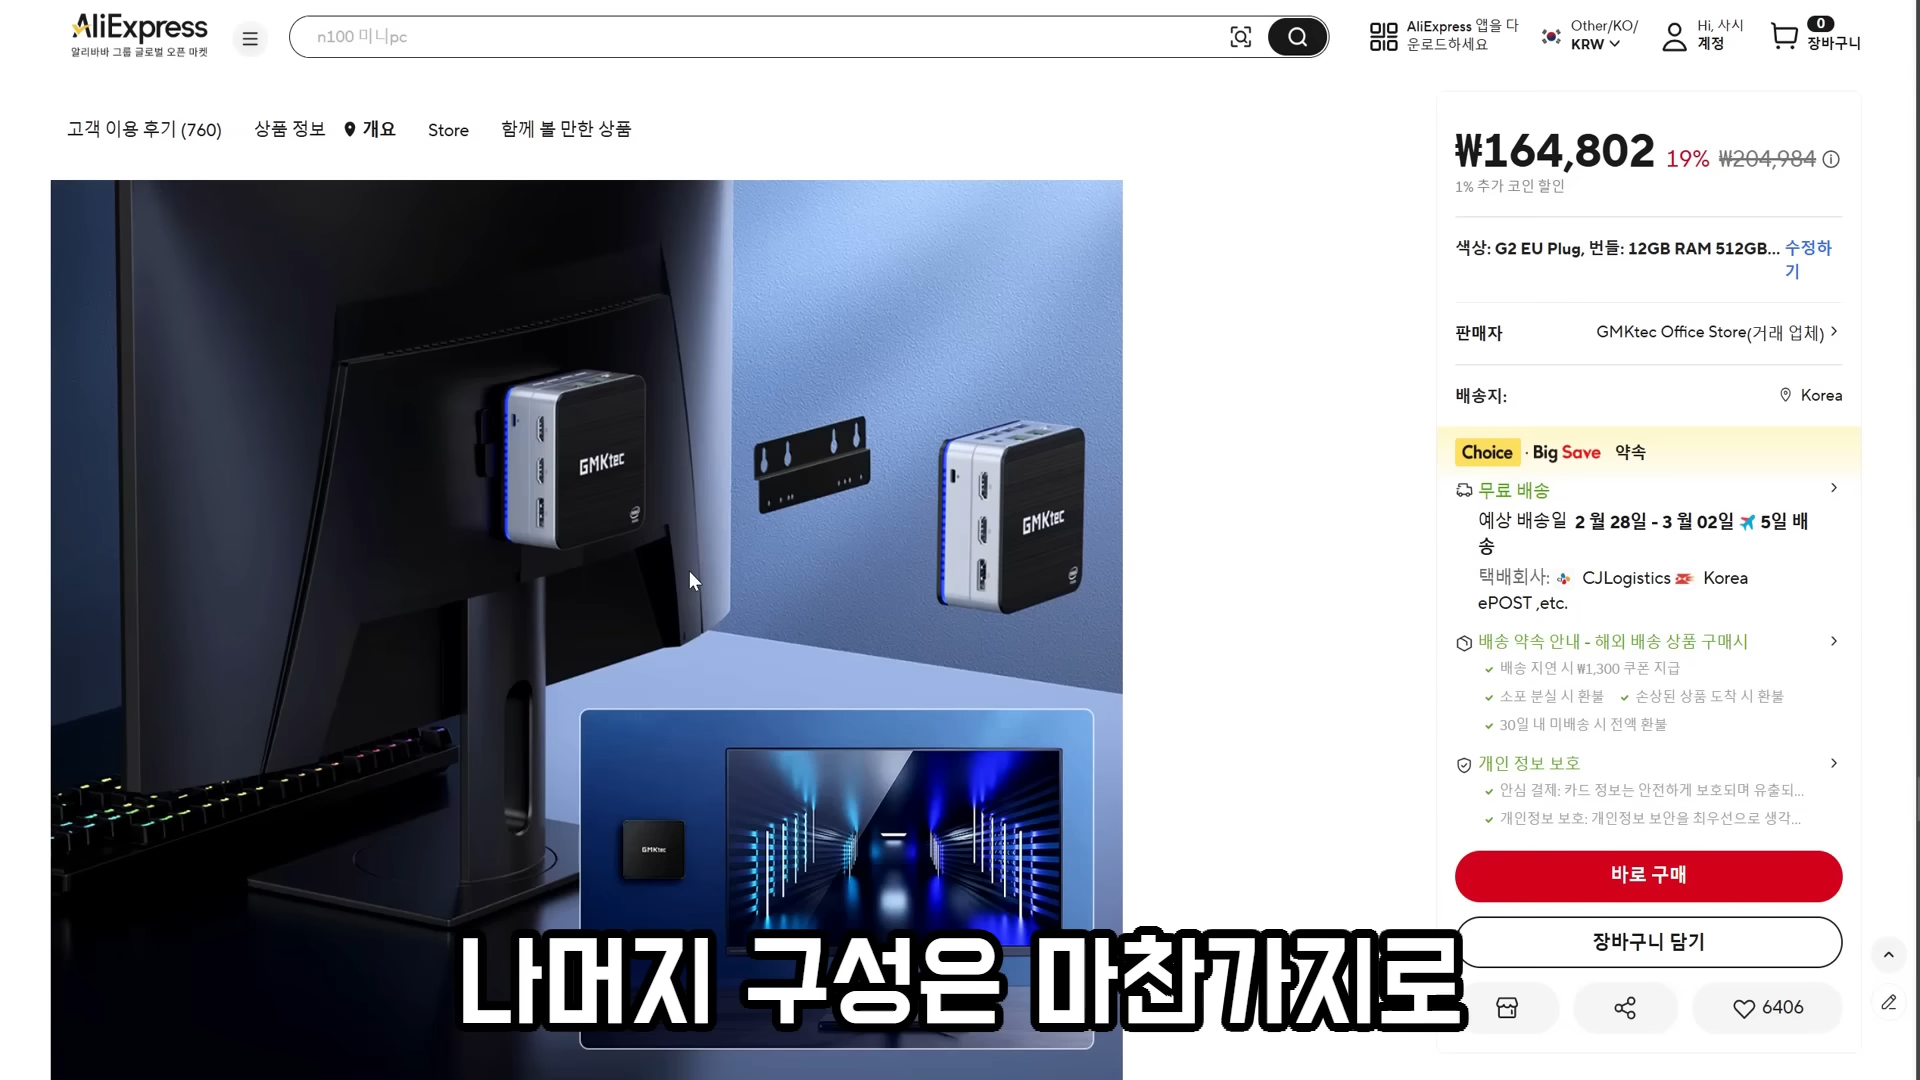 AliExpress
알리바바 그룹 글로벌 오픈 마켓
n100 미니pc
AliExpress 앱을 다
운로드하세요
Other/KO/
KRW
Hi, 사시
계정
0
장바구니
고객 이용 후기 (760)
상품 정보
개요
Store
함께 볼 만한 상품
₩164,802 19% ₩204,984
1% 추가 코인 할인
색상: G2 EU Plug, 번들: 12GB RAM 512GB... 수정하
기
판매자
GMKtec Office Store(거래 업체)
배송지:
Korea
Choice · Big Save 약속
무료 배송
예상 배송일 2 월 28일 - 3 월 02일 5일 배
송
택배회사: CJLogistics Korea
ePOST ,etc.
배송 약속 안내 - 해외 배송 상품 구매시
배송 지연 시 ₩1,300 쿠폰 지급
소포 분실 시 환불
손상된 상품 도착 시 환불
30일 내 미배송 시 전액 환불
개인 정보 보호
안심 결제: 카드 정보는 안전하게 보호되며 유출되...
개인정보 보호: 개인정보 보안을 최우선으로 생각...
바로 구매
장바구니 담기
6406
GMKtec
GMKtec
GMKtec
나머지 구성은 마찬가지로